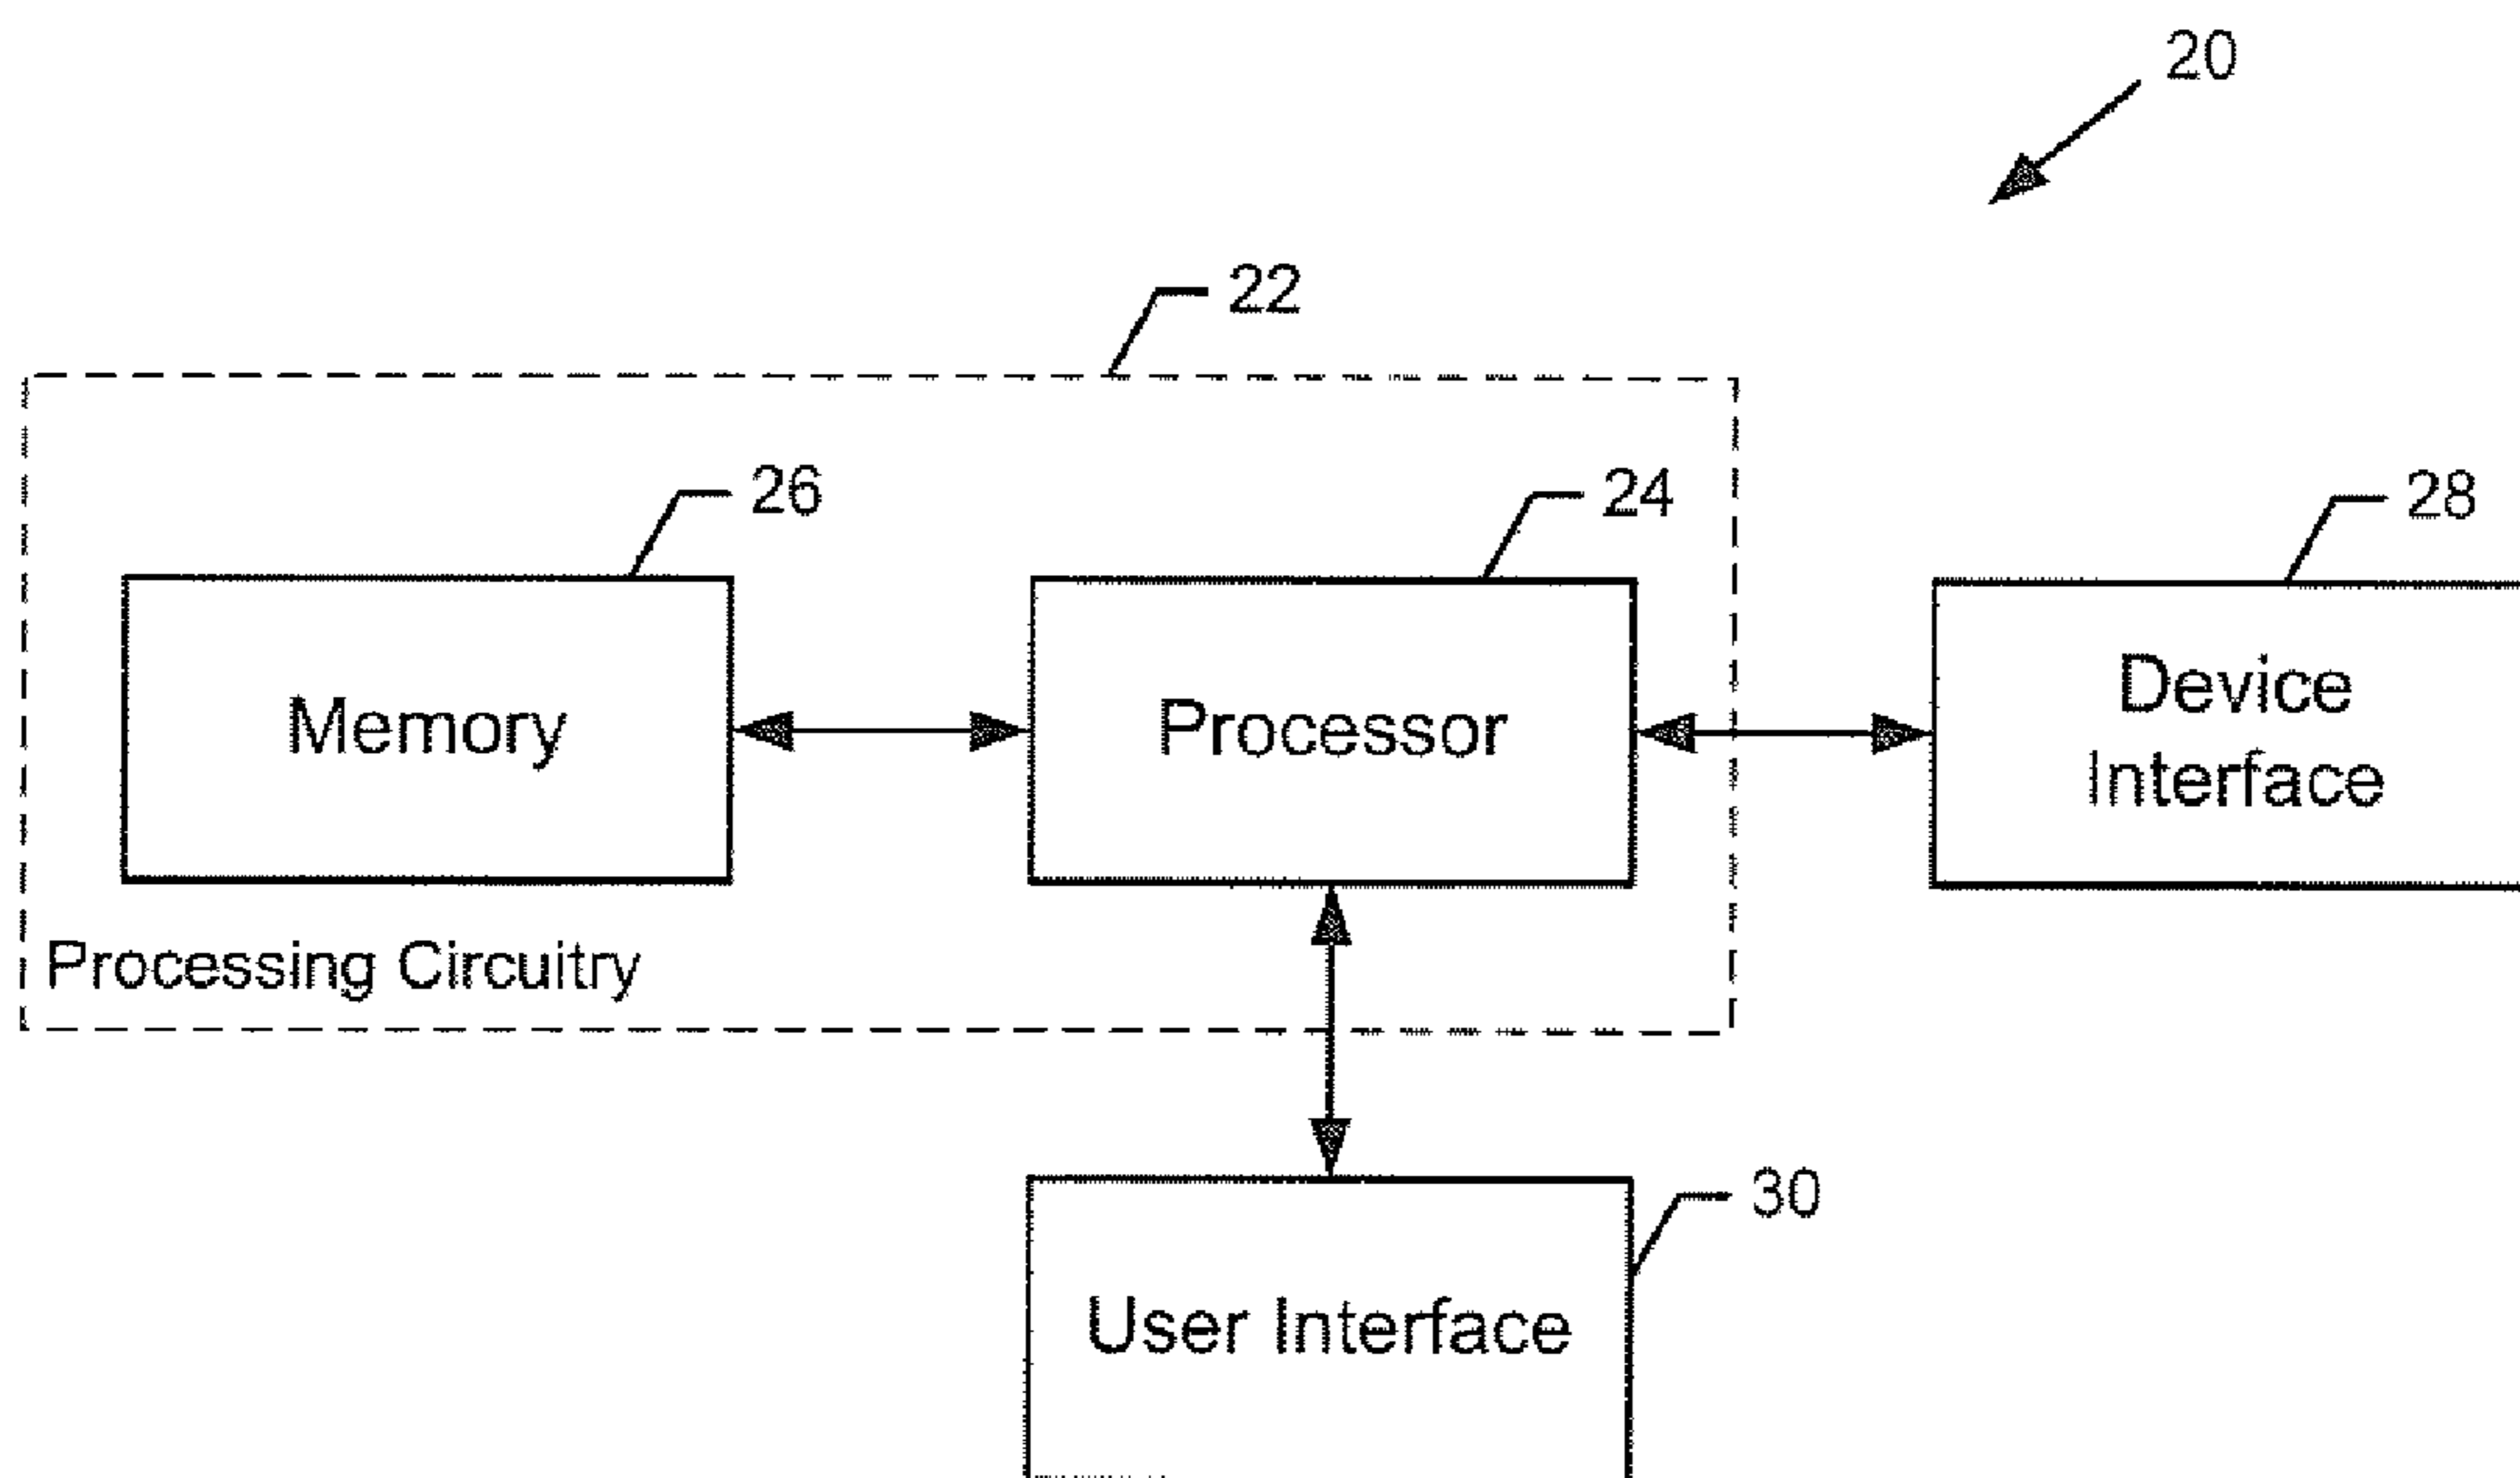 20
22
26
24
28
Memory
Processor
Device
Interface
Processing Circuitry
30
User Interface